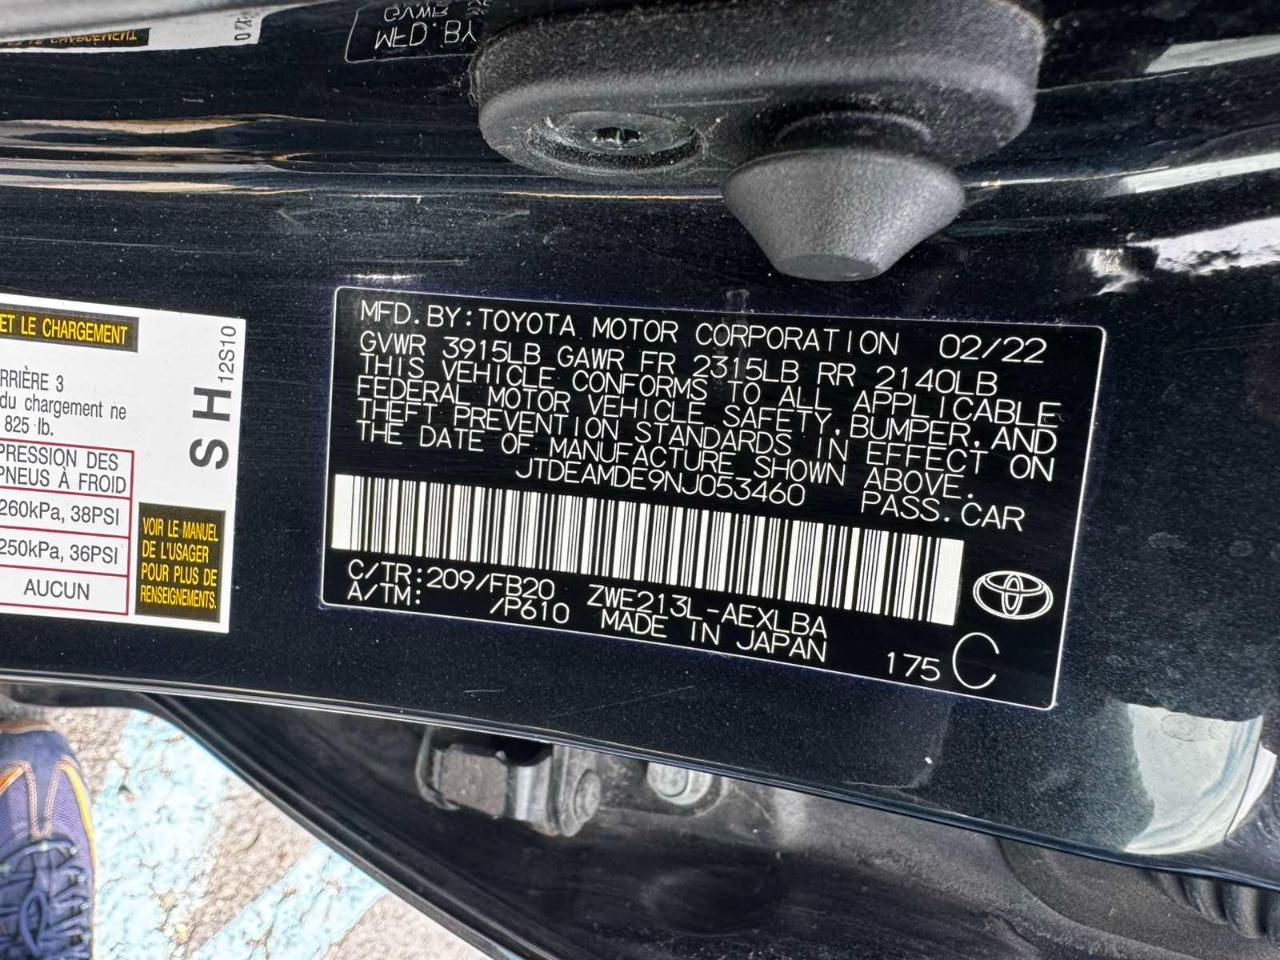 MFD. BY
ET LE CHARGEMENT
RRIÈRE 3
du chargement ne
825 lb.
PRESSION DES
PNEUS À FROID
260kPa, 38PSI
250kPa, 36PSI
AUCUN
VOIR LE MANUEL
DE L'USAGER
POUR PLUS DE
RENSEIGNEMENTS.
S H 12S10
MFD. BY: TOYOTA MOTOR CORPORATION 02/22
GVWR 3915LB GAWR FR 2315LB RR 2140LB
THIS VEHICLE CONFORMS TO ALL APPLICABLE
FEDERAL MOTOR VEHICLE SAFETY, BUMPER, AND
THEFT PREVENTION STANDARDS IN EFFECT ON
THE DATE OF MANUFACTURE SHOWN ABOVE.
JTDEAMDE9NJ053460 PASS. CAR
C/TR: 209/FB20 ZWE213L-AEXLBA
A/TM: /P610 MADE IN JAPAN
175 C